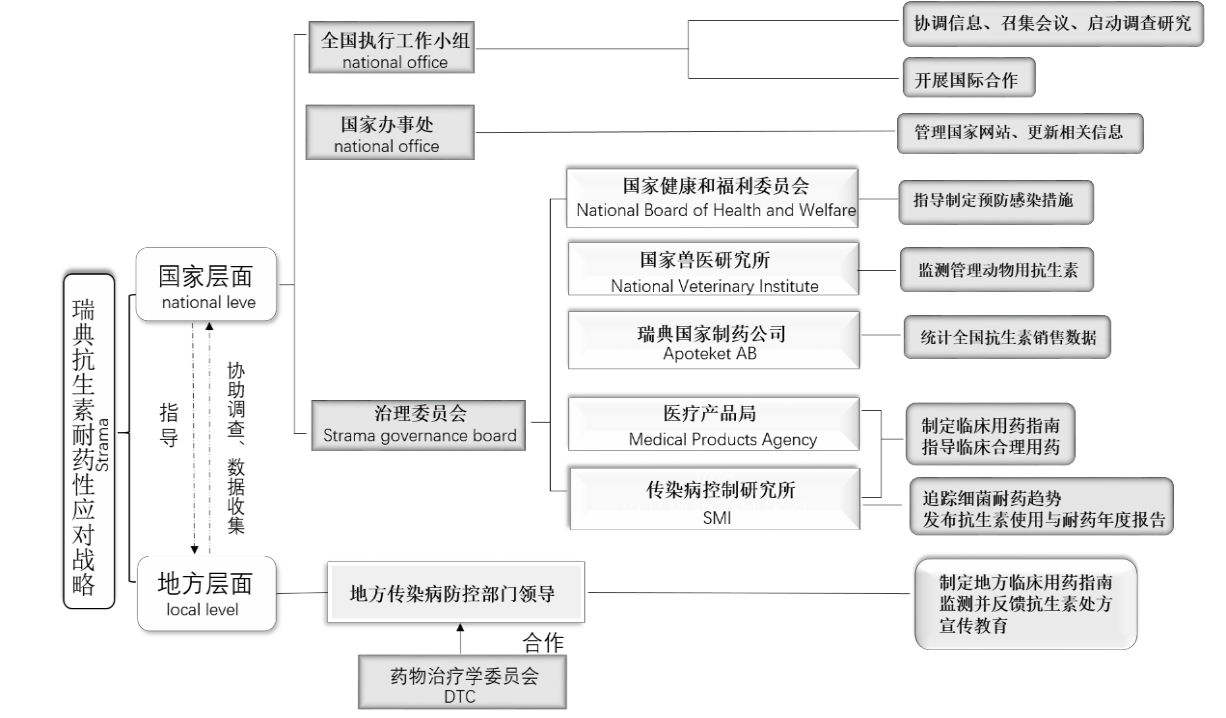 瑞典抗生素耐药性应对战略
Strama
国家层面
national leve
指导
协助调查、数据收集
地方层面
local level
全国执行工作小组
national office
协调信息、召集会议、启动调查研究
开展国际合作
国家办事处
national office
管理国家网站、更新相关信息
治理委员会
Strama governance board
国家健康和福利委员会
National Board of Health and Welfare
指导制定预防感染措施
国家兽医研究所
National Veterinary Institute
监测管理动物用抗生素
瑞典国家制药公司
Apoteket AB
统计全国抗生素销售数据
医疗产品局
Medical Products Agency
制定临床用药指南
指导临床合理用药
传染病控制研究所
SMI
追踪细菌耐药趋势
发布抗生素使用与耐药年度报告
地方传染病防控部门领导
制定地方临床用药指南
监测并反馈抗生素处方
宣传教育
合作
药物治疗学委员会
DTC